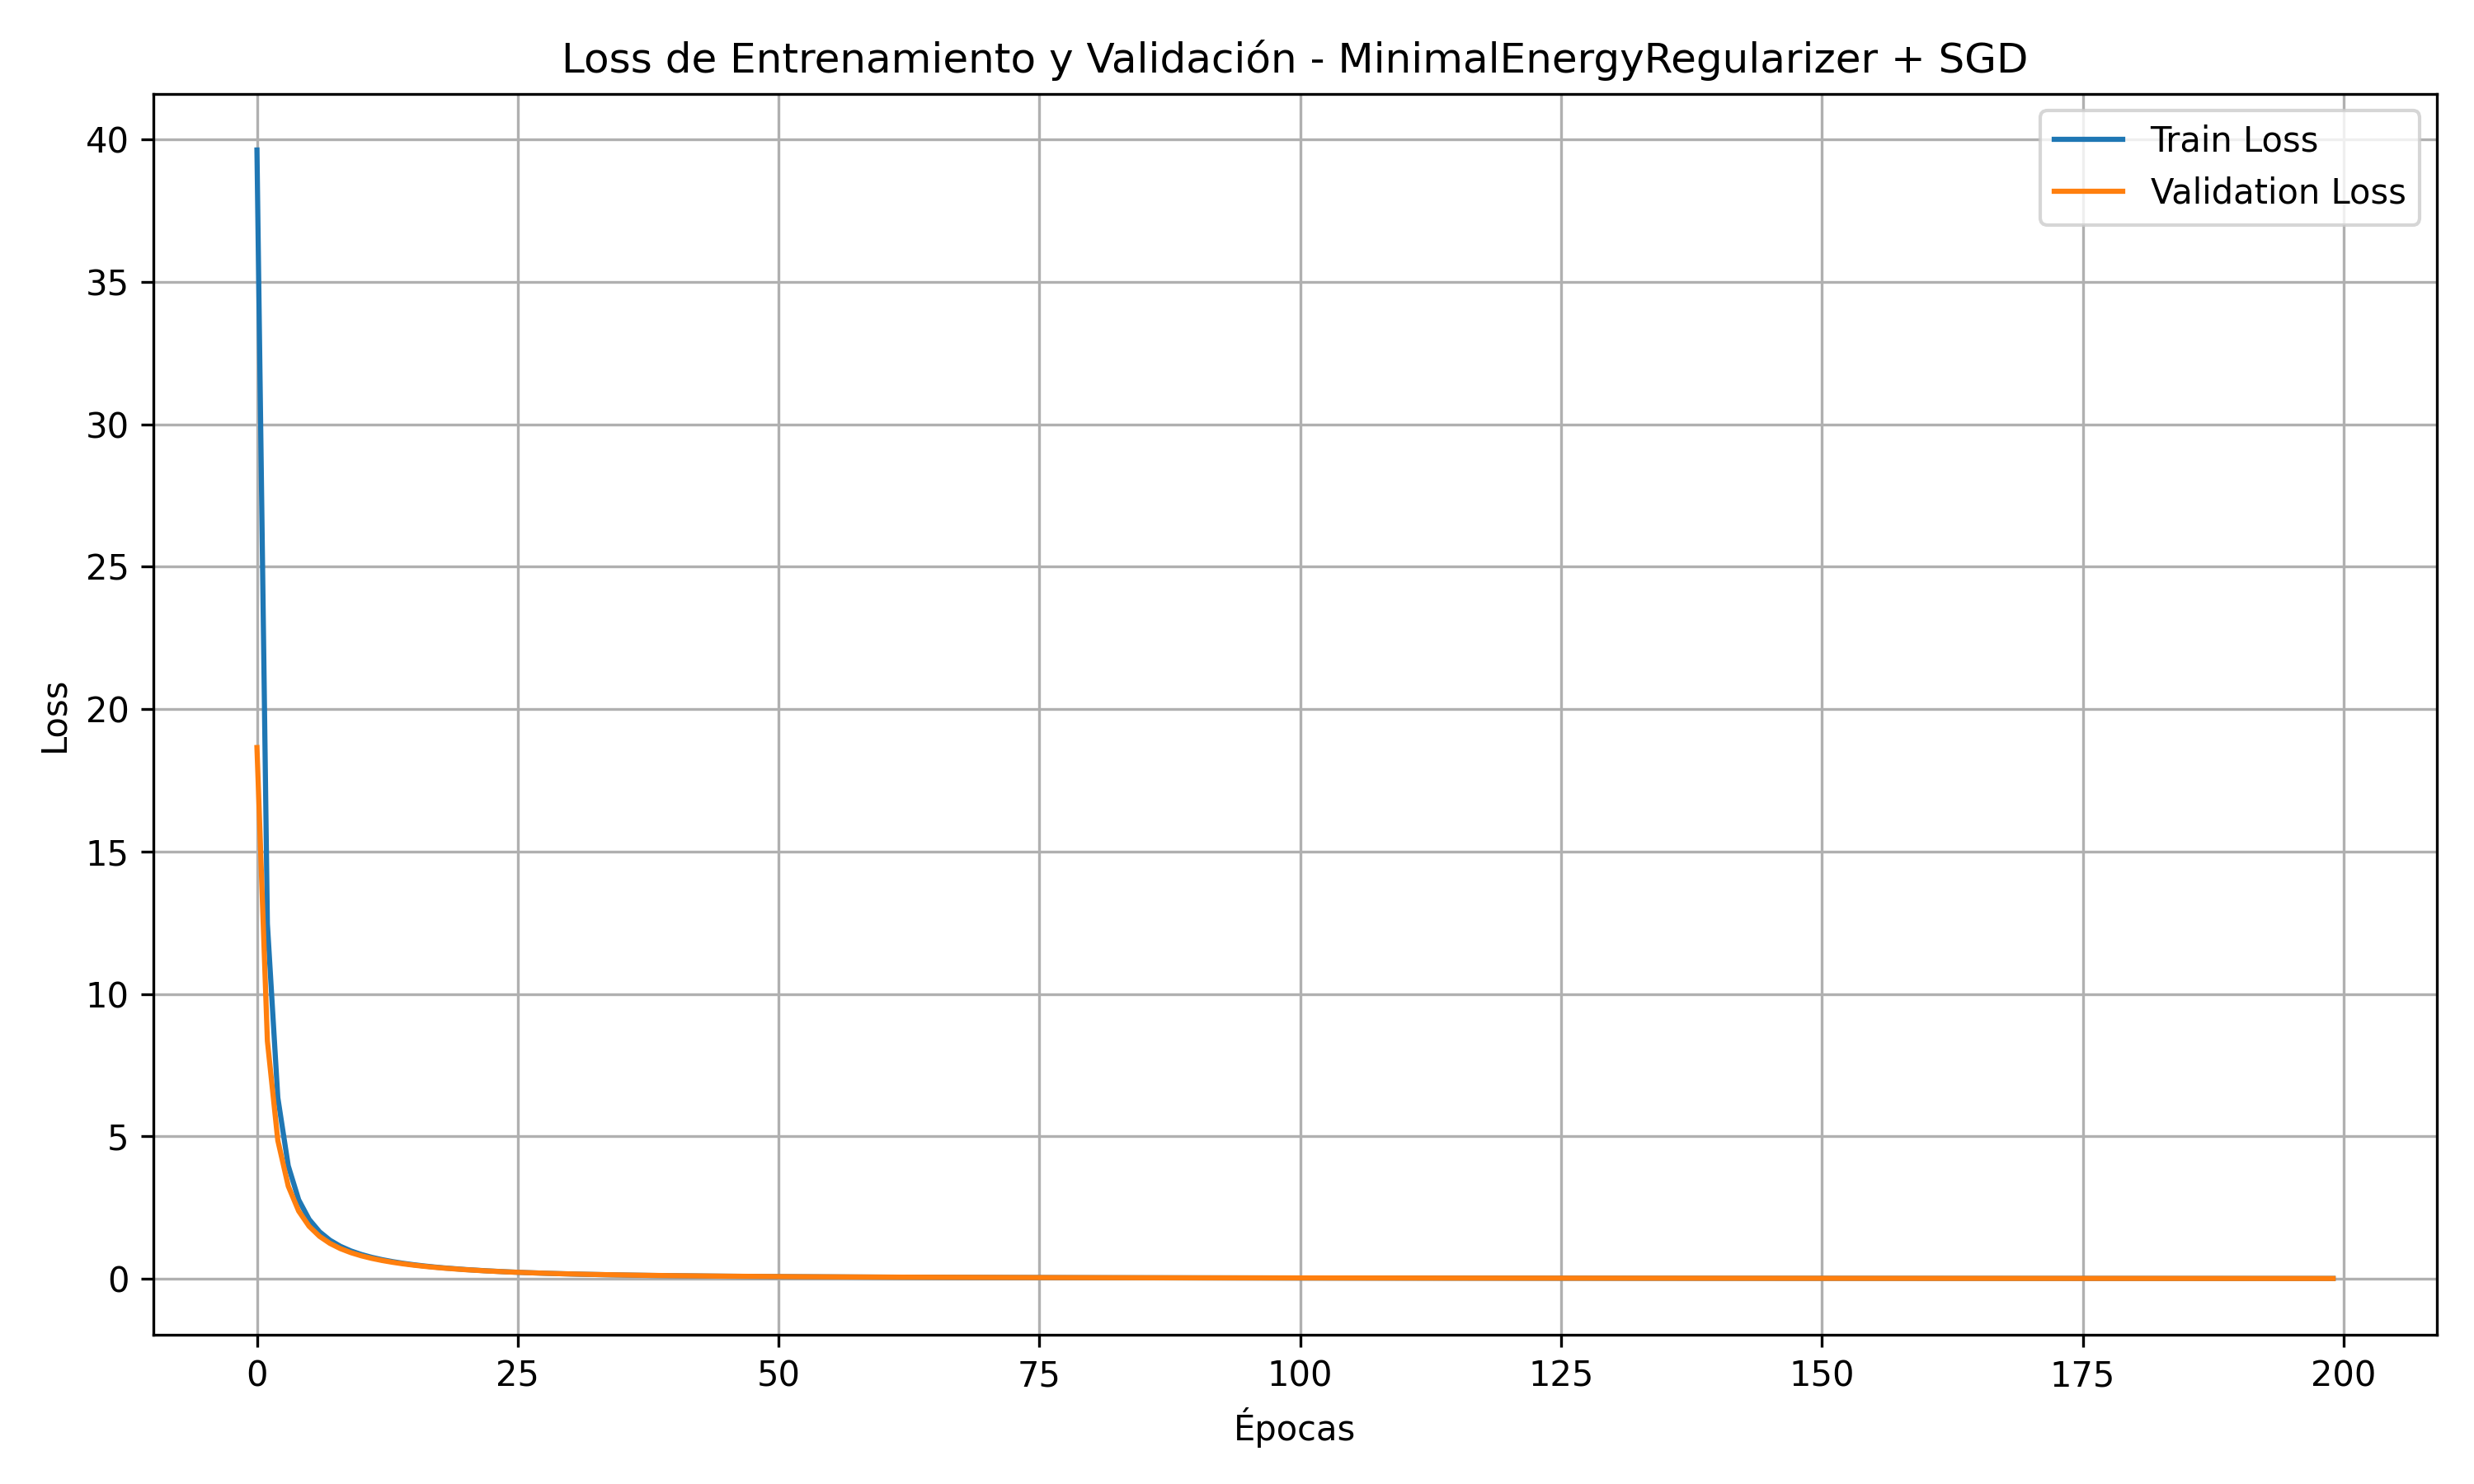 Loss de Entrenamiento y Validación - MinimalEnergyRegularizer + SGD
Train Loss
Validation Loss
40
35
30
25
20
15
10
5
0
Loss
0 25 50 75 100 125 150 175 200
Épocas